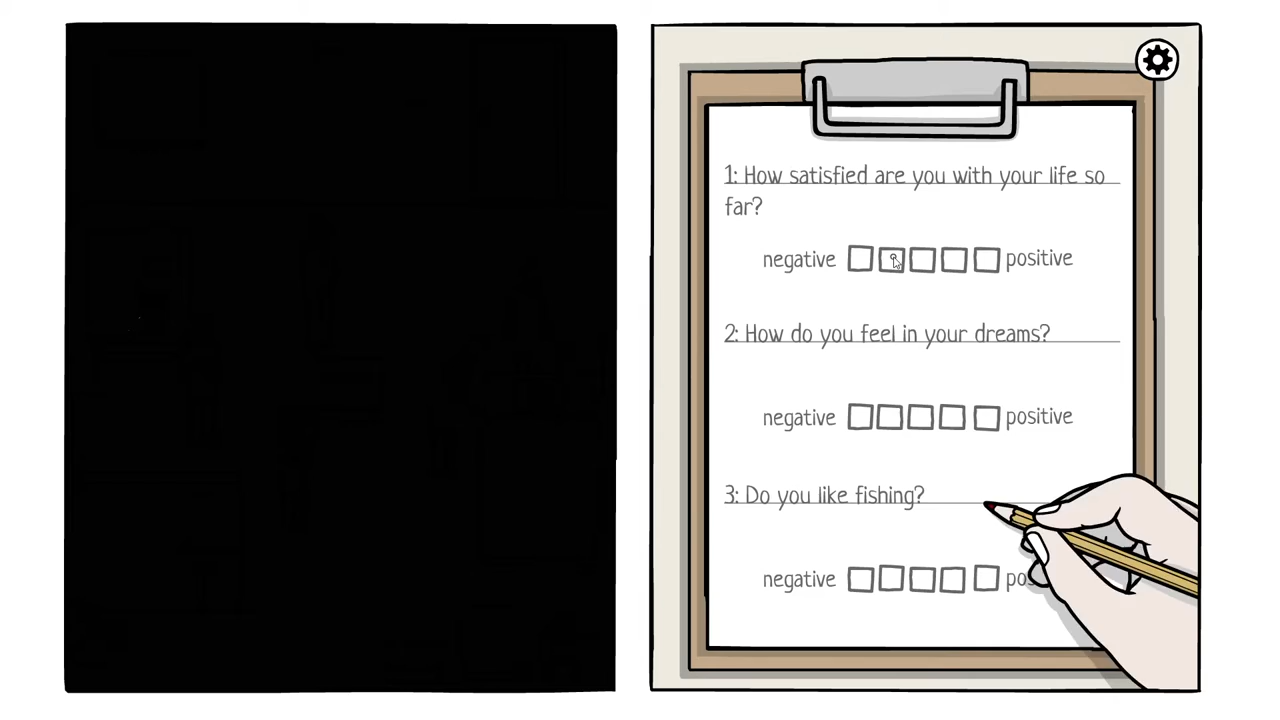 1: How satisfied are you with your life so
far?
negative positive
2: How do you feel in your dreams?
negative positive
3: Do you like fishing?
negative